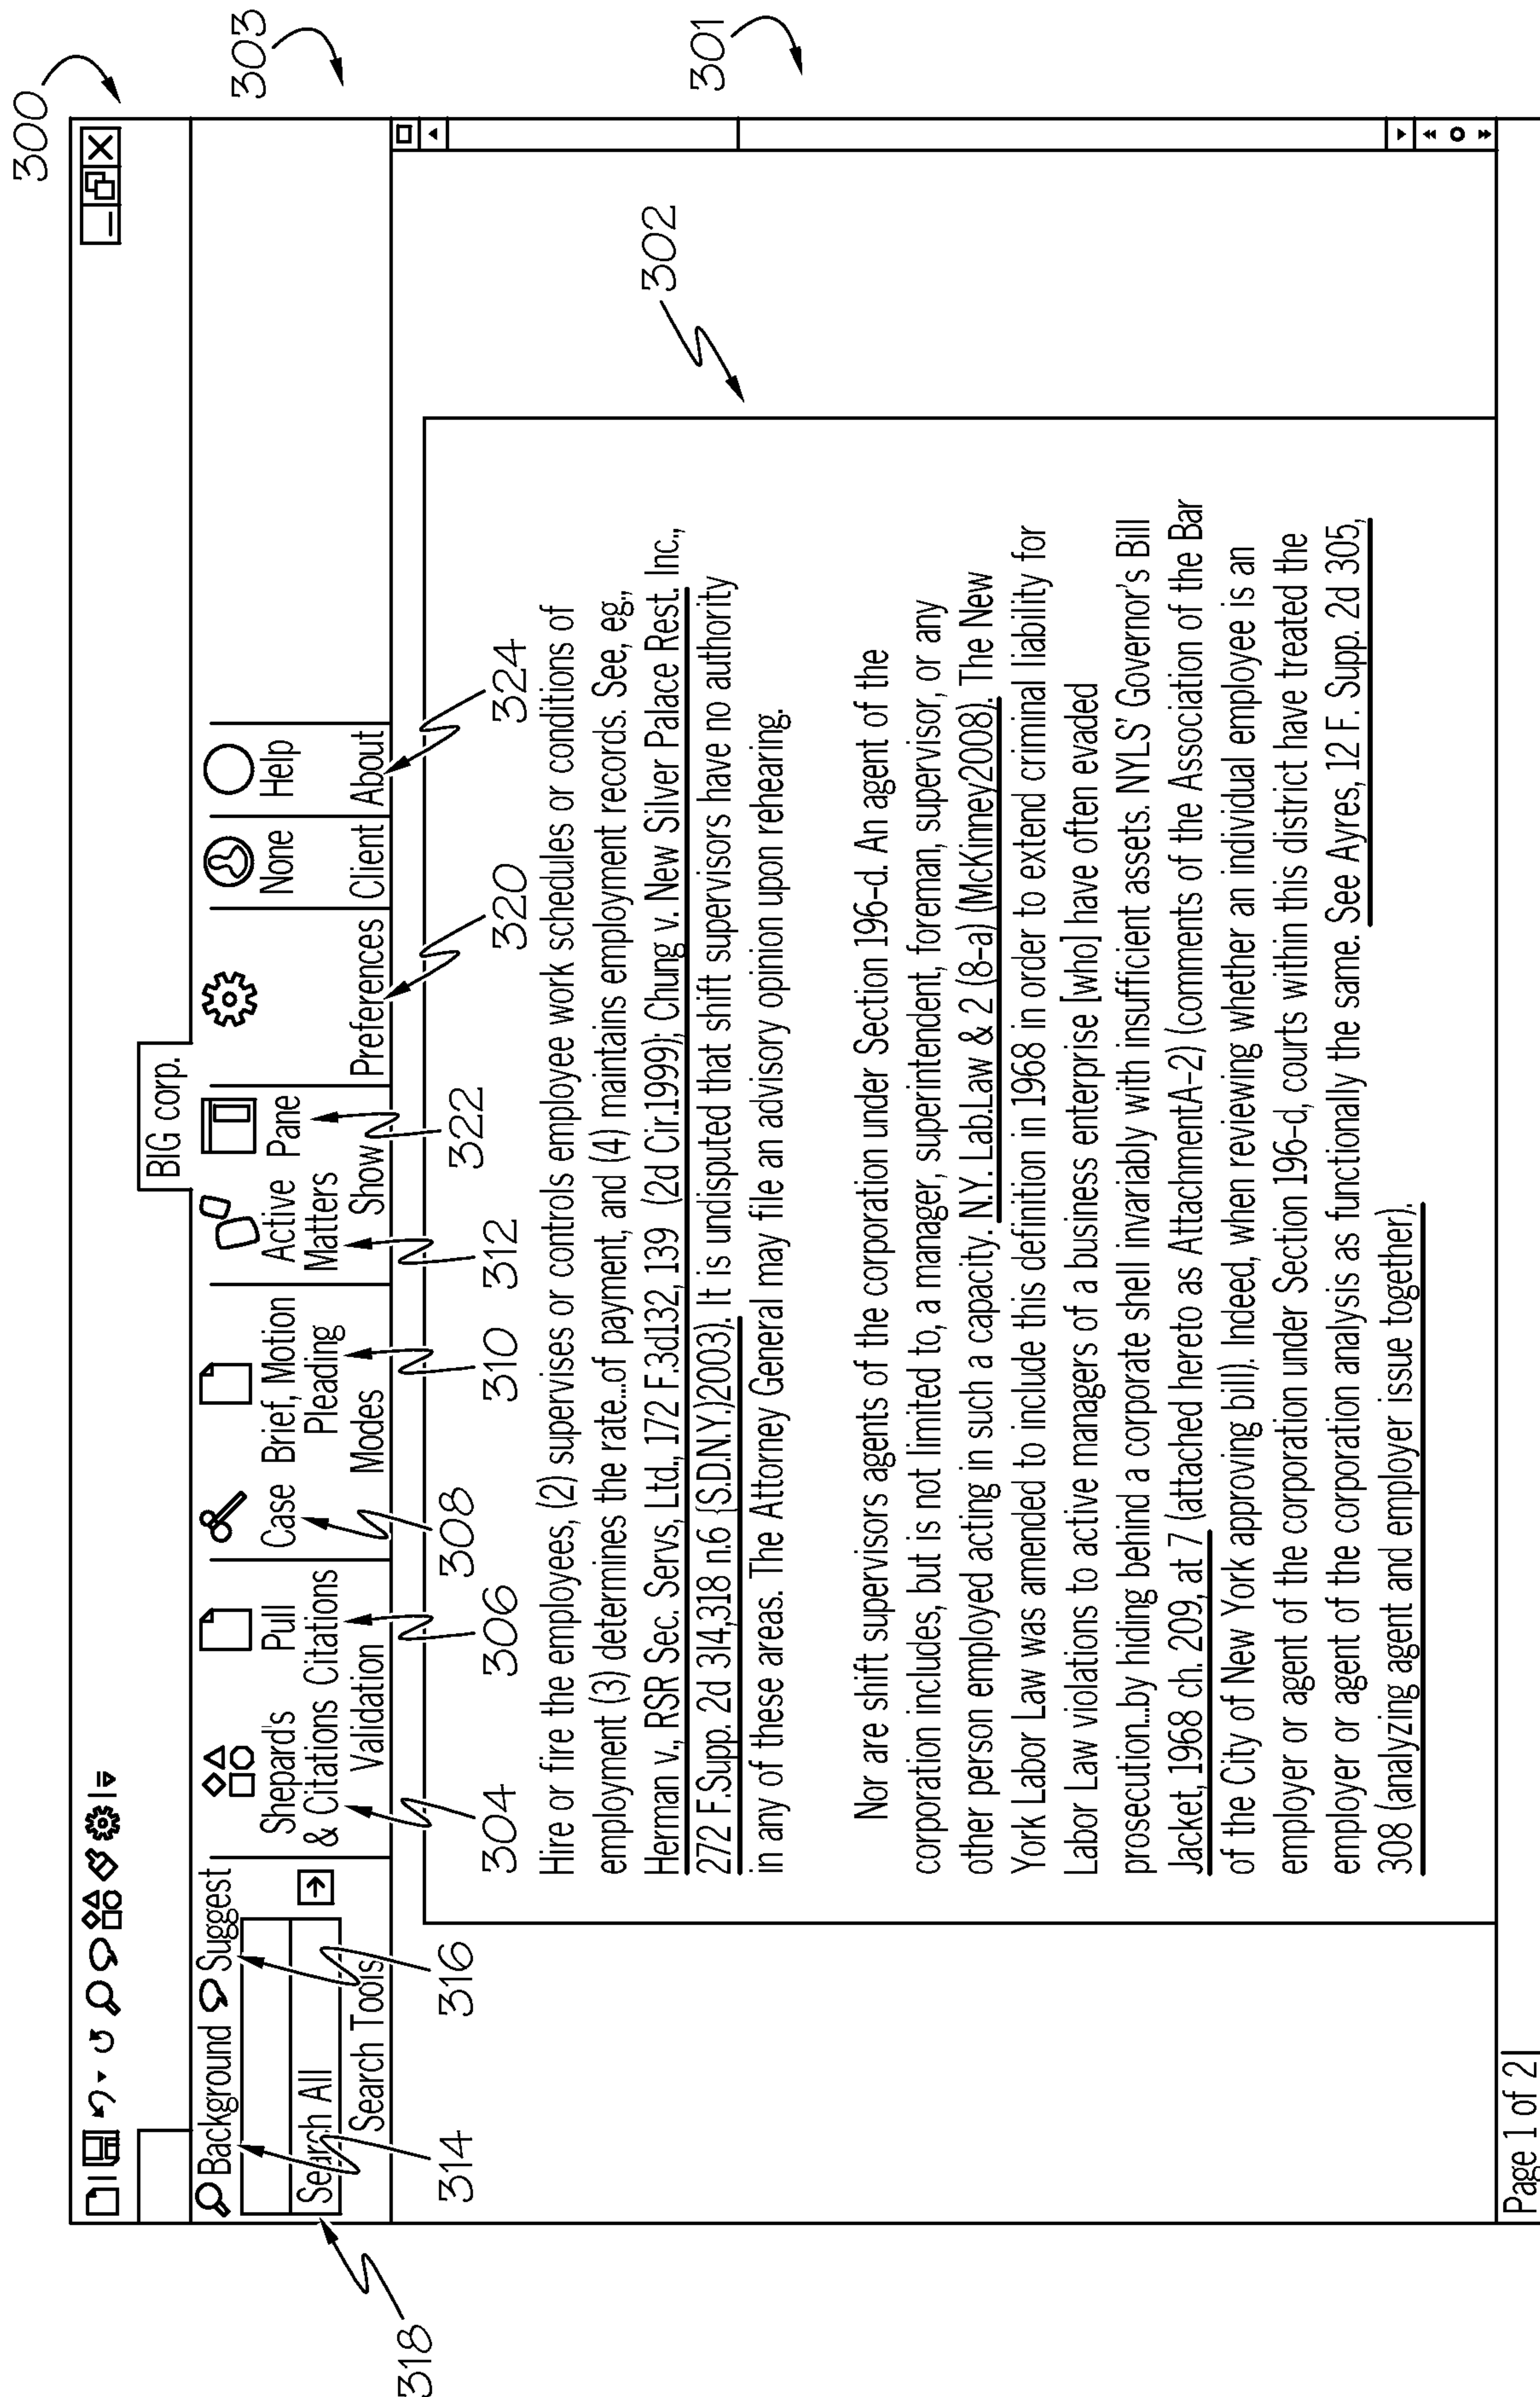 300
303
301
BIG corp.
Background Suggest
Search All
Search Tools
Shepard's
& Citations
Pull
Citations
Validation
Case
Brief, Motion
Pleading
Modes
Active
Matters
Pane
Show
Preferences
None
Client
Help
About
318
314
316
304
306
308
310
312
322
320
324
302
Hire or fire the employees, (2) supervises or controls employee work schedules or conditions of
employment (3) determines the rate...of payment, and (4) maintains employment records. See, eg.,
Herman v., RSR Sec. Servs, Ltd., 172 F.3d132, 139 (2d Cir.1999); Chung v. New Silver Palace Rest. Inc.,
272 F.Supp. 2d 3I4,318 n.6 {S.D.N.Y.)2003). It is undisputed that shift supervisors have no authority
in any of these areas. The Attorney General may file an advisory opinion upon rehearing.
Nor are shift supervisors agents of the corporation under Section 196-d. An agent of the
corporation includes, but is not limited to, a manager, superintendent, foreman, supervisor, or any
other person employed acting in such a capacity. N.Y. Lab.Law & 2 (8-a) (McKinney2008). The New
York Labor Law was amended to include this definition in 1968 in order to extend criminal liability for
Labor Law violations to active managers of a business enterprise [who] have often evaded
prosecution...by hiding behind a corporate shell invariably with insufficient assets. NYLS' Governor's Bill
Jacket, 1968 ch. 209, at 7 (attached hereto as AttachmentA-2) (comments of the Association of the Bar
of the City of New York approving bill). Indeed, when reviewing whether an individual employee is an
employer or agent of the corporation under Section 196-d, courts within this district have treated the
employer or agent of the corporation analysis as functionally the same. See Ayres, 12 F. Supp. 2d 305,
308 (analyzing agent and employer issue together).
Page 1 of 2